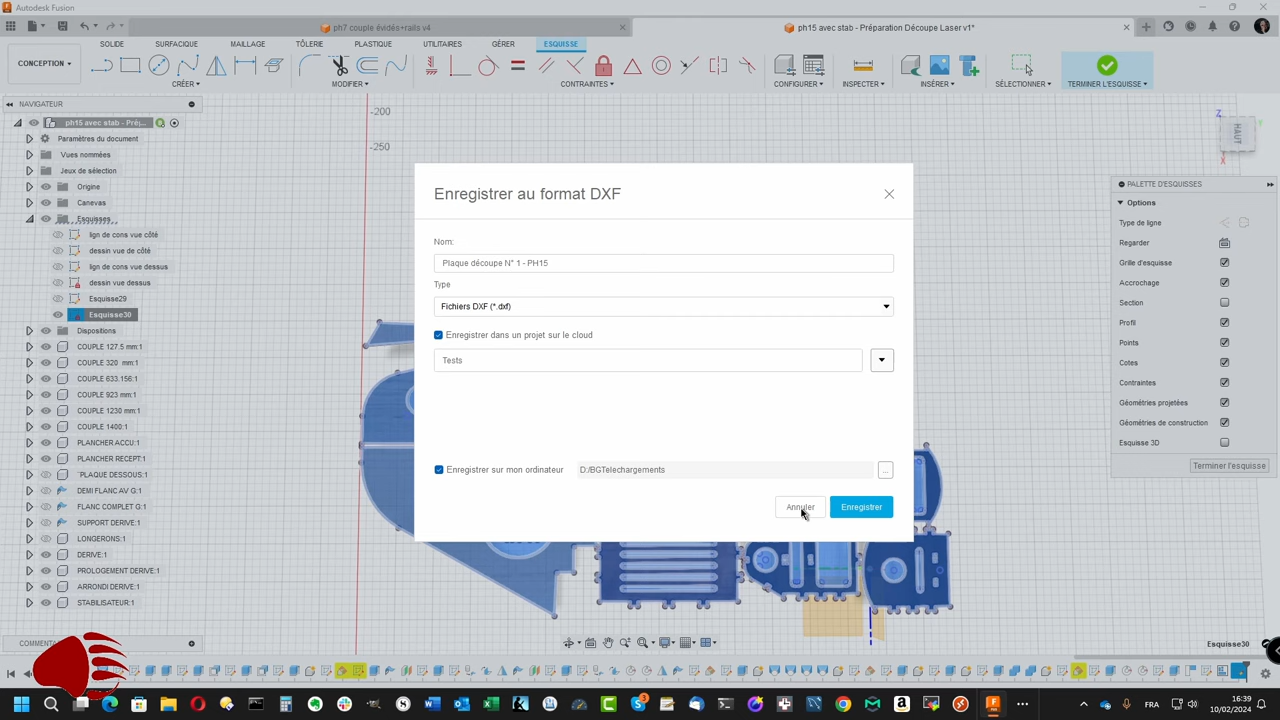 Autodesk Fusion
ph7 couple évidés+rails v4
ph15 avec stab - Préparation Découpe Laser v1*
CONCEPTION
SOLIDE
SURFACIQUE
MAILLAGE
TÔLERIE
PLASTIQUE
UTILITAIRES
GÉRER
ESQUISSE
CRÉER
MODIFIER
CONTRAINTES
CONFIGURER
INSPECTER
INSÉRER
SÉLECTIONNER
TERMINER L'ESQUISSE
NAVIGATEUR
ph15 avec stab - Pré...
Paramètres du document
Vues nommées
Jeux de sélection
Origine
Canevas
Esquisses
lign de cons vue côté
dessin vue de côté
lign de cons vue dessus
dessin vue dessus
Esquisse29
Esquisse30
Dispositions
COUPLE 127.5 mm:1
COUPLE 320 mm:1
COUPLE 633.156:1
COUPLE 923 mm:1
COUPLE 1230 mm:1
COUPLE 1400:1
PLANCHER ACCU:1
PLANCHER RECEPT:1
PLAQUE DESSOUS:1
DEMI FLANC AV G:1
FLANC COMPLET G:1
SUPPORT DERIVE:1
LONGERONS:1
DERIVE:1
PROLOGEMENT DERIVE:1
ARRONDI DERIVE:1
STABILISATEUR:1
-200
-250
Z
Y
X
HAUT
Enregistrer au format DXF
Nom:
Plaque découpe N° 1 - PH15
Type
Fichiers DXF (*.dxf)
Enregistrer dans un projet sur le cloud
Tests
Enregistrer sur mon ordinateur
D:/BGTelechargements
...
Annuler
Enregistrer
PALETTE D'ESQUISSES
Options
Type de ligne
Regarder
Grille d'esquisse
Accrochage
Section
Profil
Points
Cotes
Contraintes
Géométries projetées
Géométries de construction
Esquisse 3D
Terminer l'esquisse
COMMENTA
Esquisse30
FRA
16:39
10/02/2024